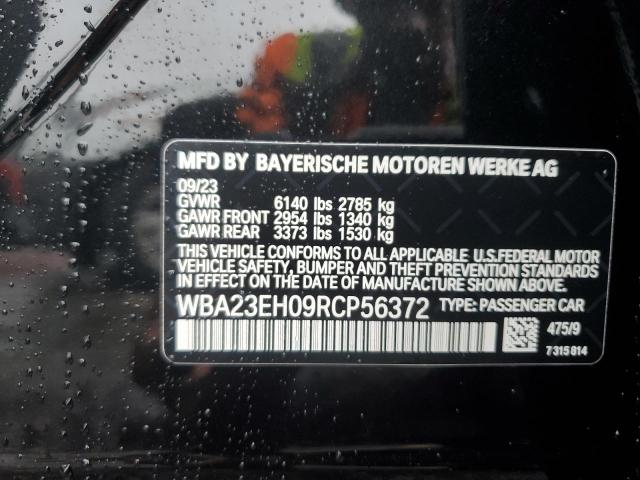 MFD BY BAYERISCHE MOTOREN WERKE AG
09/23
GVWR 6140 lbs 2785 kg
GAWR FRONT 2954 lbs 1340 kg
GAWR REAR 3373 lbs 1530 kg
THIS VEHICLE CONFORMS TO ALL APPLICABLE U.S.FEDERAL MOTOR
VEHICLE SAFETY, BUMPER AND THEFT PREVENTION STANDARDS
IN EFFECT ON THE DATE OF MANUFACTURE SHOWN ABOVE.
WBA23EH09RCP56372 TYPE: PASSENGER CAR
475/9
7315814